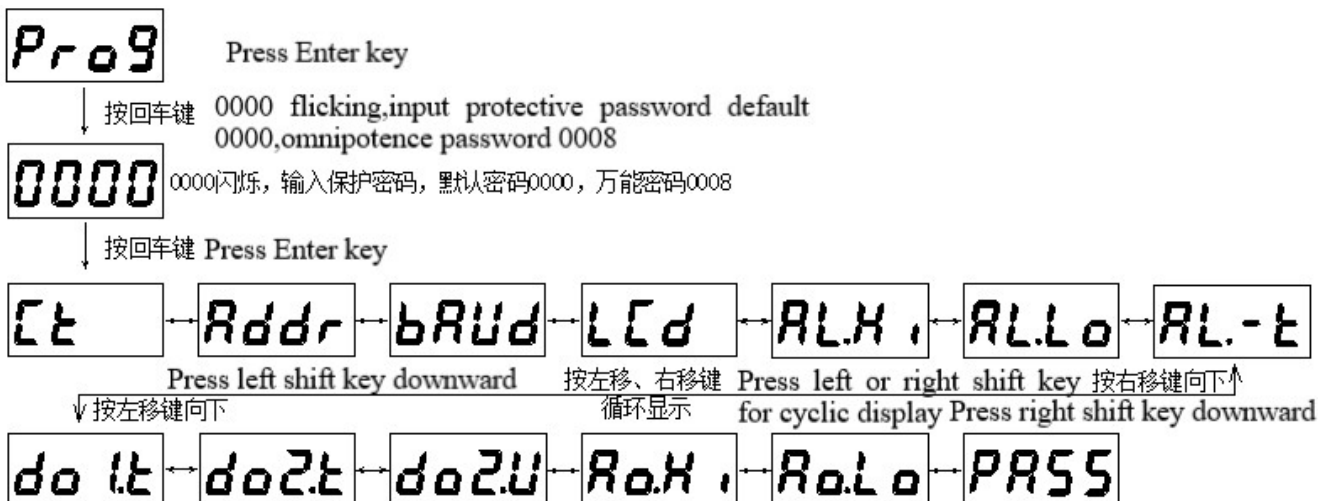 Prog
Press Enter key
按回车键 0000 flicking,input protective password default
0000,omnipotence password 0008
0000 0000闪烁，输入保护密码，默认密码0000，万能密码0008
按回车键 Press Enter key
Ct Addr bAUd LCd AL.Hi AL.Lo AL.-t
Press left shift key downward 按左移、右移键 Press left or right shift key 按右移键向下
按左移键向下 循环显示 for cyclic display Press right shift key downward
do1.t do2.t do2.U Ao.Hi Ao.Lo PASS